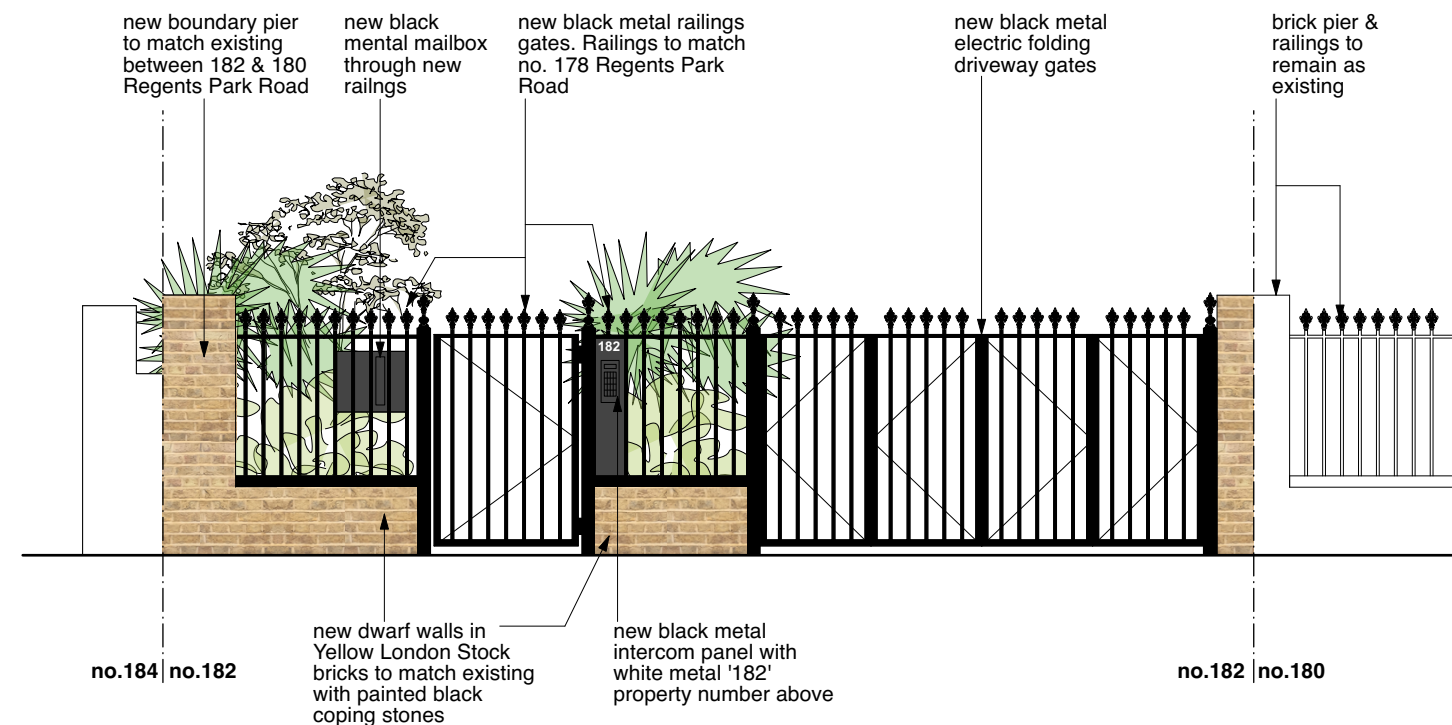 new boundary pier
to match existing
between 182 & 180
Regents Park Road
new black
mental mailbox
through new
railngs
new black metal railings
gates. Railings to match
no. 178 Regents Park
Road
new black metal
electric folding
driveway gates
brick pier &
railings to
remain as
existing
182
new dwarf walls in
Yellow London Stock
bricks to match existing
with painted black
coping stones
new black metal
intercom panel with
white metal '182'
property number above
no.184
no.182
no.182
no.180